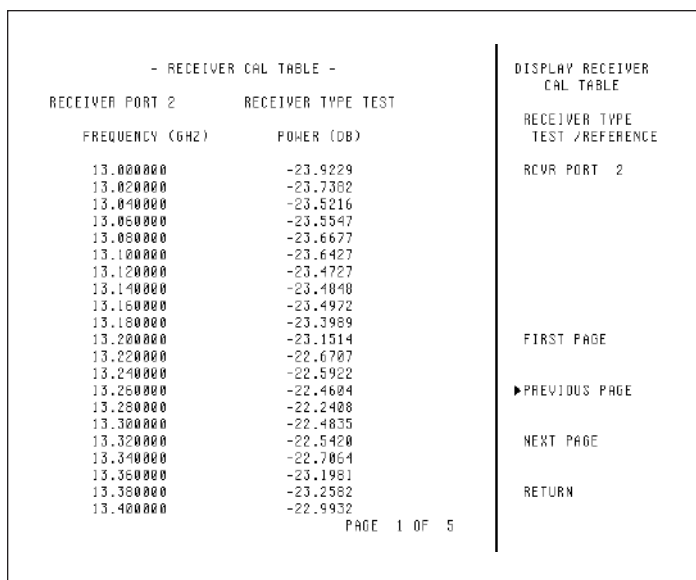 - RECEIVER CAL TABLE -
RECEIVER PORT 2 RECEIVER TYPE TEST
FREQUENCY (GHZ) POWER (DB)
13.000000 -23.9229
13.020000 -23.7382
13.040000 -23.5216
13.060000 -23.5547
13.080000 -23.6677
13.100000 -23.6427
13.120000 -23.4727
13.140000 -23.4848
13.160000 -23.4972
13.180000 -23.3989
13.200000 -23.1514
13.220000 -22.6707
13.240000 -22.5922
13.260000 -22.4604
13.280000 -22.2408
13.300000 -22.4835
13.320000 -22.5420
13.340000 -22.7064
13.360000 -23.1981
13.380000 -23.2582
13.400000 -22.9932
PAGE 1 OF 5
DISPLAY RECEIVER
CAL TABLE
RECEIVER TYPE
TEST /REFERENCE
RCVR PORT 2
FIRST PAGE
▶PREVIOUS PAGE
NEXT PAGE
RETURN